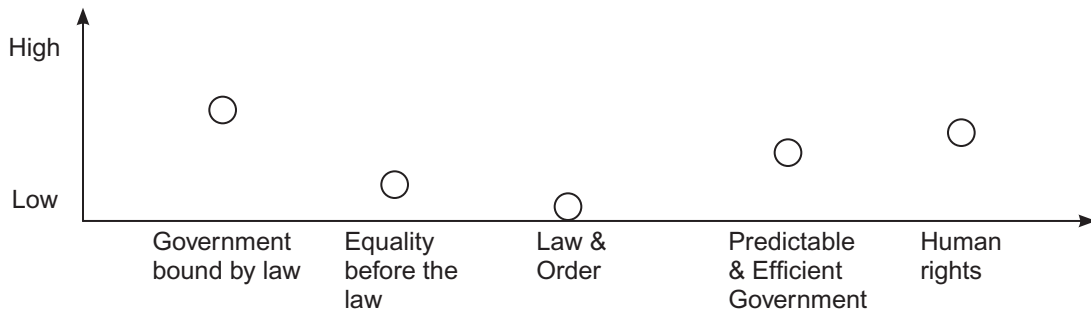 High
Low
Government
bound by law
Equality
before the
law
Law &
Order
Predictable
& Efficient
Government
Human
rights